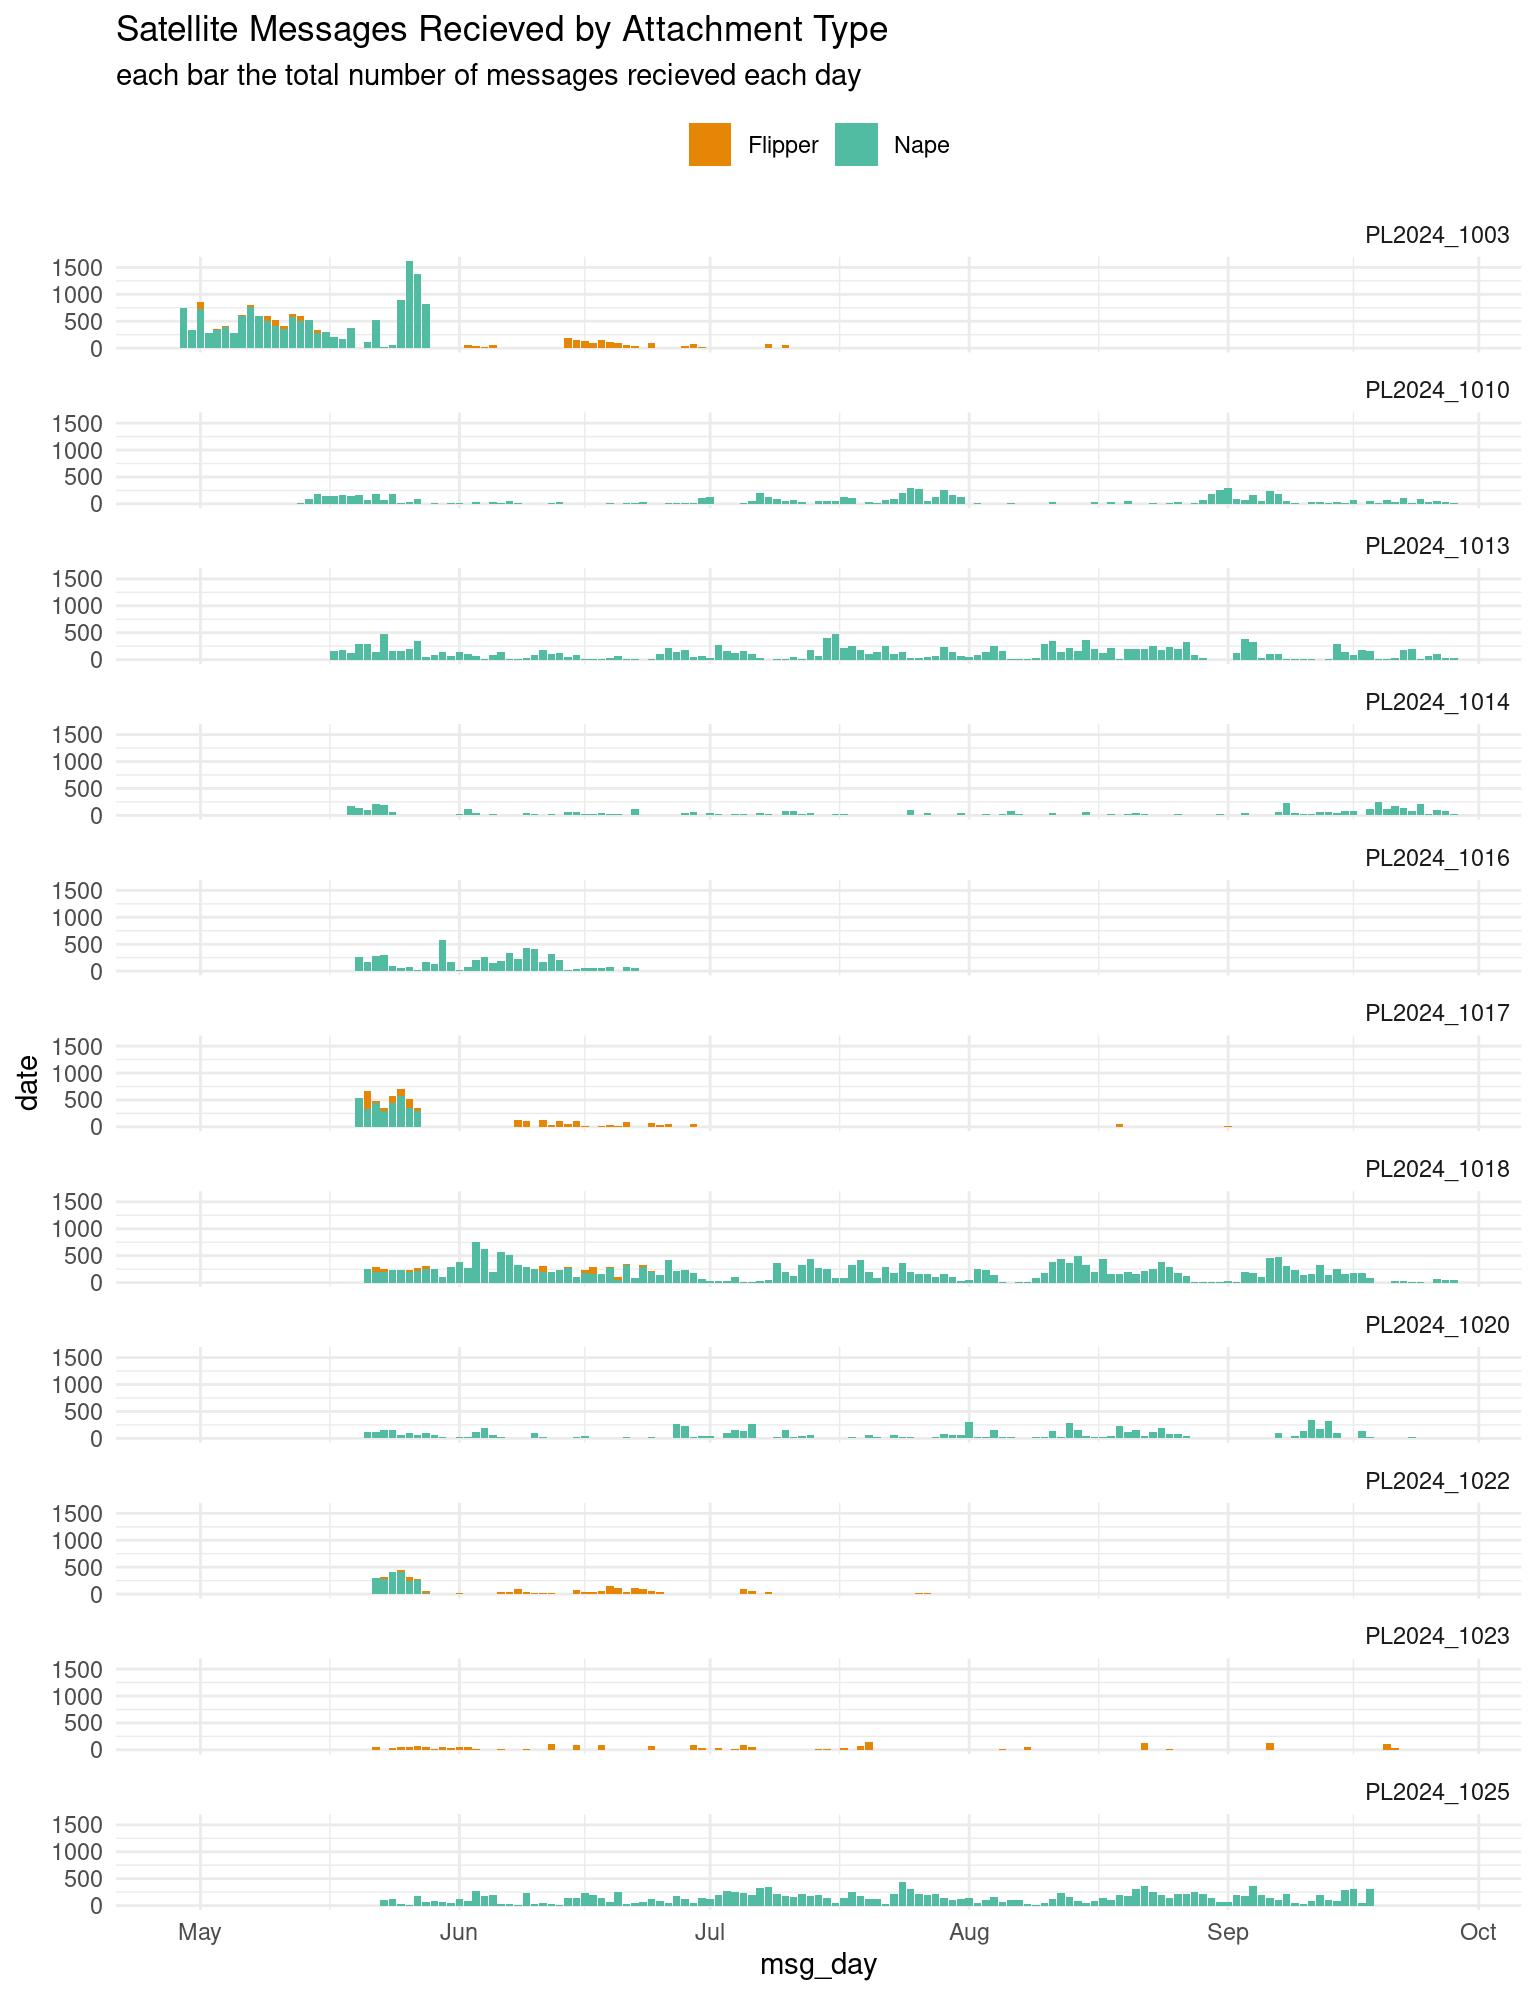 Satellite Messages Recieved by Attachment Type
each bar the total number of messages recieved each day
Flipper Nape
PL2024_1003
1500
1000
500
0
PL2024_1010
1500
1000
500
0
PL2024_1013
1500
1000
500
0
PL2024_1014
1500
1000
500
0
PL2024_1016
1500
1000
500
0
PL2024_1017
1500
1000
500
0
date
PL2024_1018
1500
1000
500
0
PL2024_1020
1500
1000
500
0
PL2024_1022
1500
1000
500
0
PL2024_1023
1500
1000
500
0
PL2024_1025
1500
1000
500
0
May Jun Jul Aug Sep Oct
msg_day